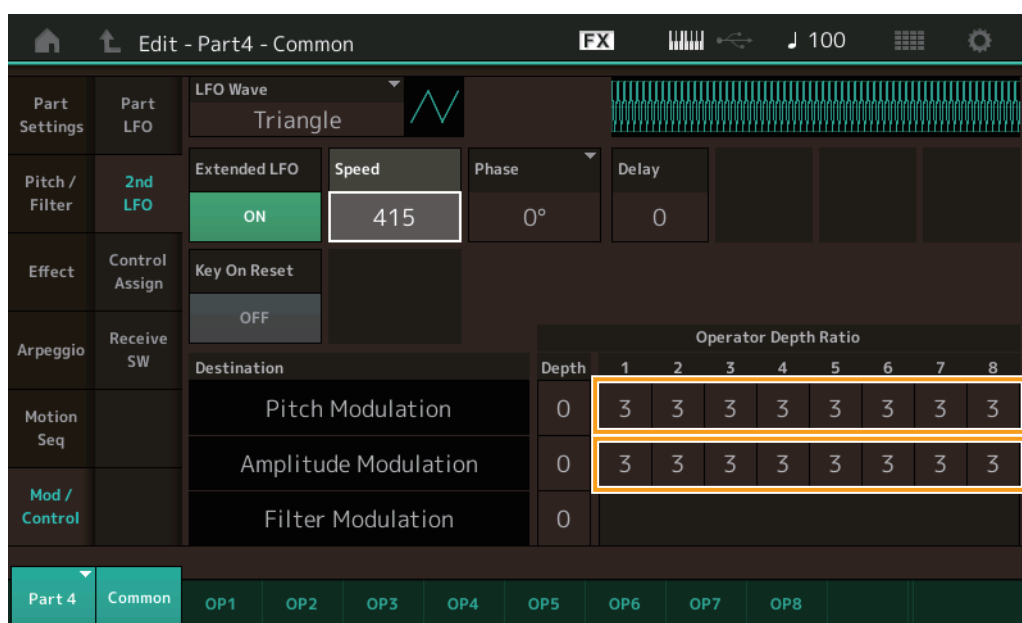 Edit - Part4 - Common FX ♩ 100
Part Settings
Part LFO
LFO Wave
Triangle
Pitch / Filter
2nd LFO
Extended LFO
ON
Speed
415
Phase
0°
Delay
0
Effect
Control Assign
Key On Reset
OFF
Arpeggio
Receive SW
Operator Depth Ratio
Destination Depth 1 2 3 4 5 6 7 8
Motion Seq
Pitch Modulation 0 3 3 3 3 3 3 3 3
Amplitude Modulation 0 3 3 3 3 3 3 3 3
Mod / Control
Filter Modulation 0
Part 4 Common OP1 OP2 OP3 OP4 OP5 OP6 OP7 OP8